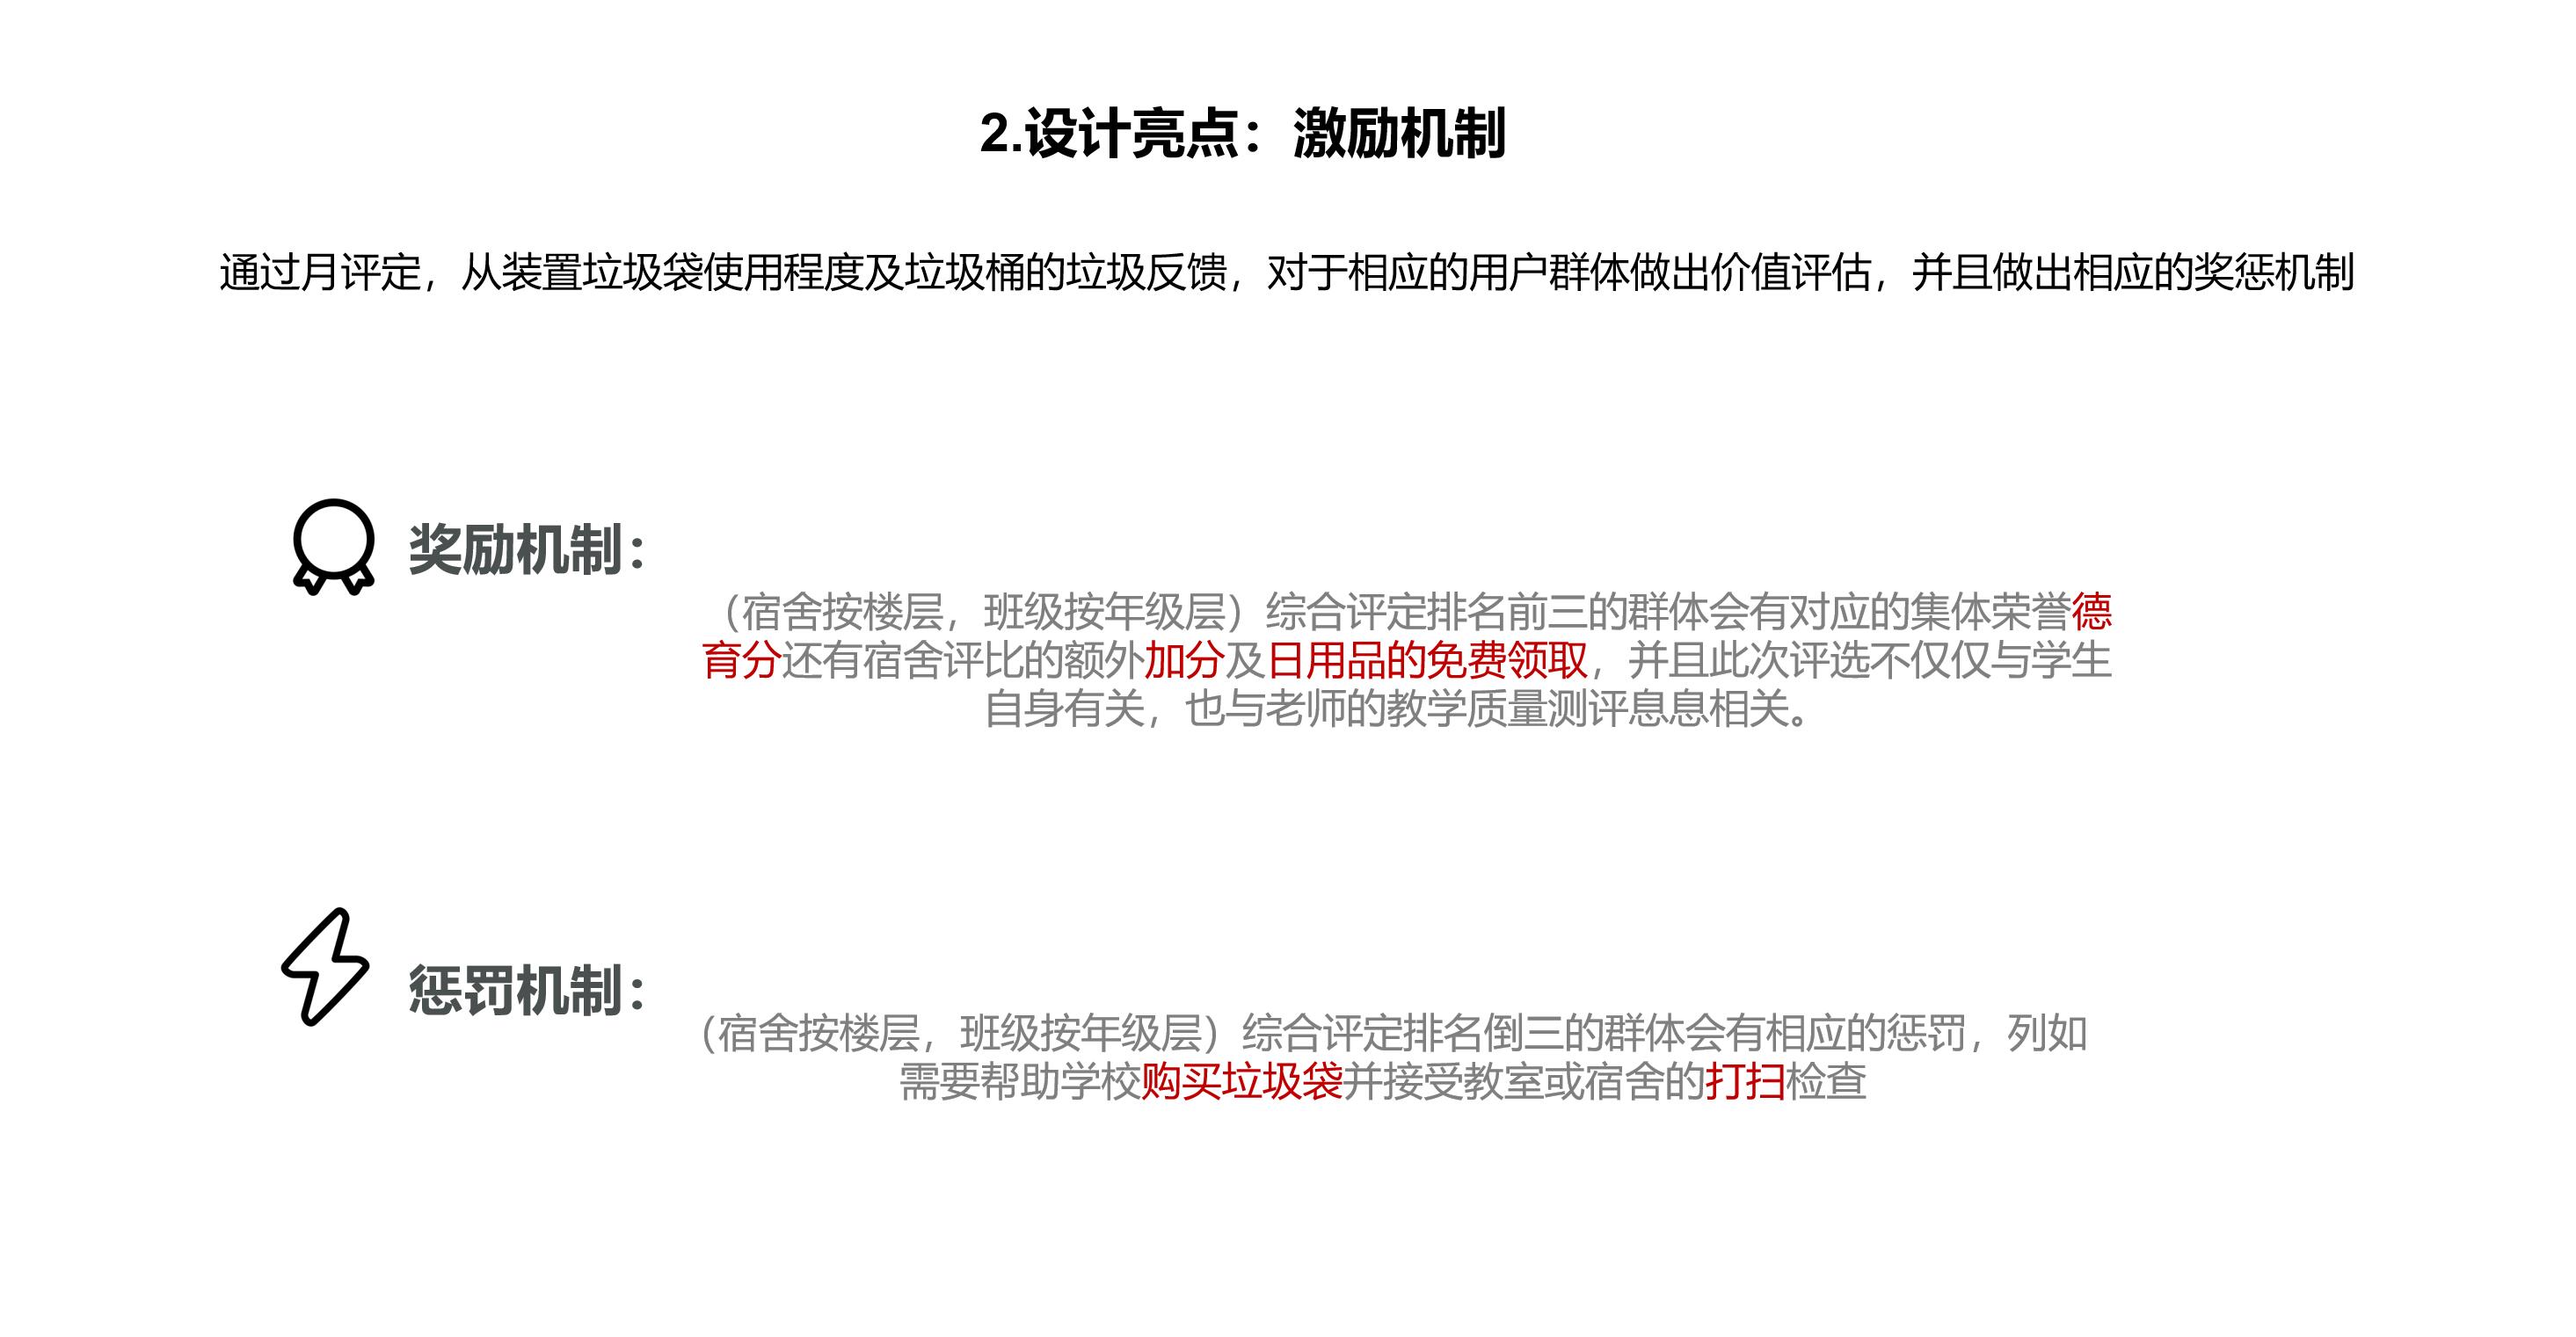 2.设计亮点：激励机制
通过月评定，从装置垃圾袋使用程度及垃圾桶的垃圾反馈，对于相应的用户群体做出价值评估，并且做出相应的奖惩机制
奖励机制：
（宿舍按楼层，班级按年级层）综合评定排名前三的群体会有对应的集体荣誉德
育分还有宿舍评比的额外加分及日用品的免费领取，并且此次评选不仅仅与学生
自身有关，也与老师的教学质量测评息息相关。
惩罚机制：
（宿舍按楼层，班级按年级层）综合评定排名倒三的群体会有相应的惩罚，列如
需要帮助学校购买垃圾袋并接受教室或宿舍的打扫检查